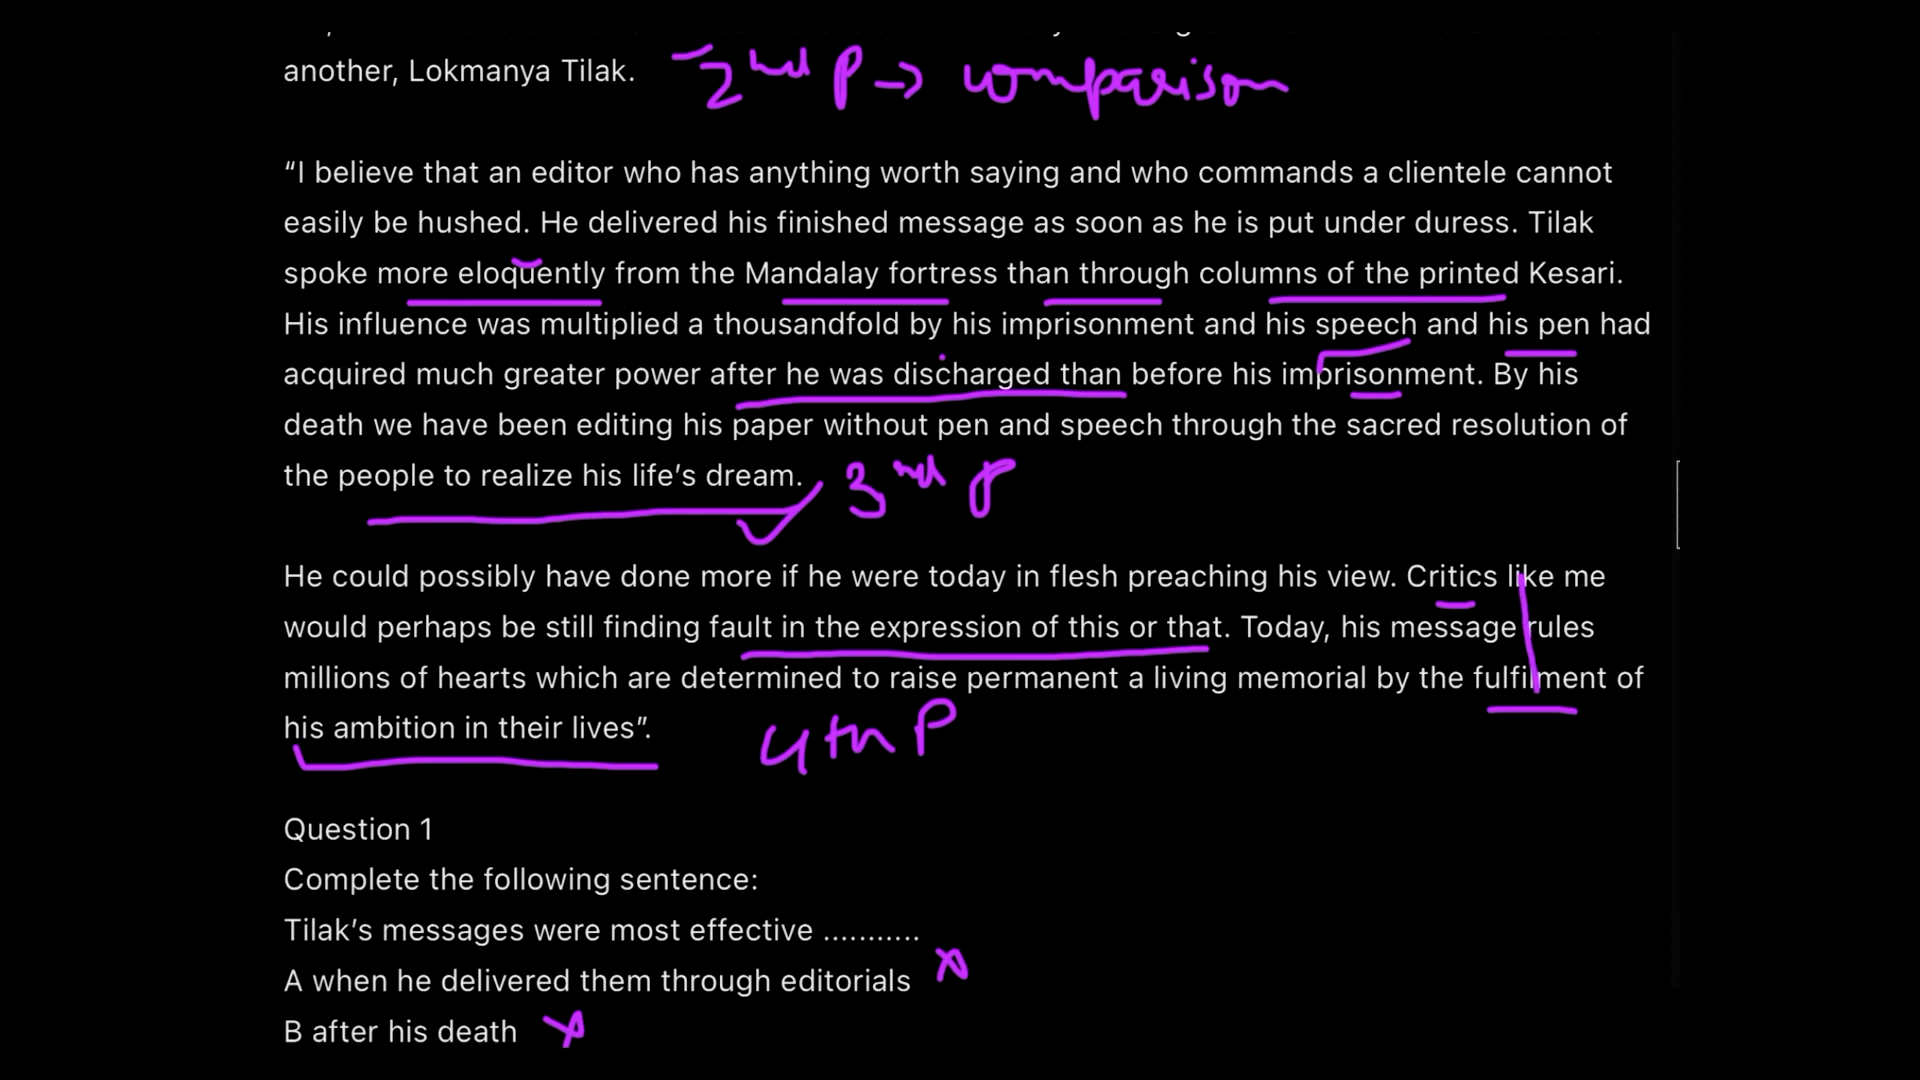 another, Lokmanya Tilak. 2nd P → comparison
“I believe that an editor who has anything worth saying and who commands a clientele cannot
easily be hushed. He delivered his finished message as soon as he is put under duress. Tilak
spoke more eloquently from the Mandalay fortress than through columns of the printed Kesari.
His influence was multiplied a thousandfold by his imprisonment and his speech and his pen had
acquired much greater power after he was discharged than before his imprisonment. By his
death we have been editing his paper without pen and speech through the sacred resolution of
the people to realize his life’s dream. 3nd P
He could possibly have done more if he were today in flesh preaching his view. Critics like me
would perhaps be still finding fault in the expression of this or that. Today, his message rules
millions of hearts which are determined to raise permanent a living memorial by the fulfilment of
his ambition in their lives”. 4th P
Question 1
Complete the following sentence:
Tilak’s messages were most effective ...........
A when he delivered them through editorials
B after his death